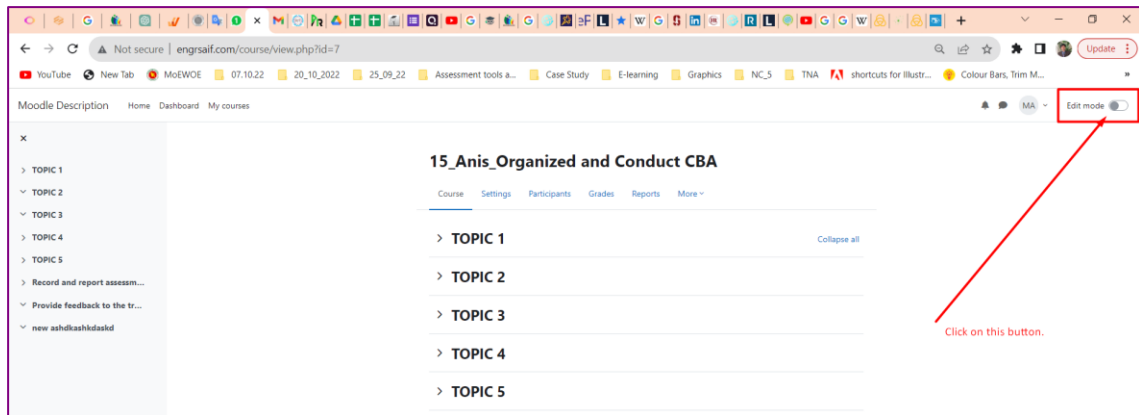 Not secure | engrsaif.com/course/view.php?id=7
Update
YouTube New Tab MoEWOE 07.10.22 20_10_2022 25_09_22 Assessment tools a... Case Study E-learning Graphics NC_5 TNA shortcuts for Illustr... Colour Bars, Trim M... »
Moodle Description Home Dashboard My courses MA Edit mode
TOPIC 1
TOPIC 2
TOPIC 3
TOPIC 4
TOPIC 5
Record and report assessm...
Provide feedback to the tr...
new ashdkashkdaskd
15_Anis_Organized and Conduct CBA
Course Settings Participants Grades Reports More
TOPIC 1 Collapse all
TOPIC 2
TOPIC 3
TOPIC 4
TOPIC 5
Click on this button.